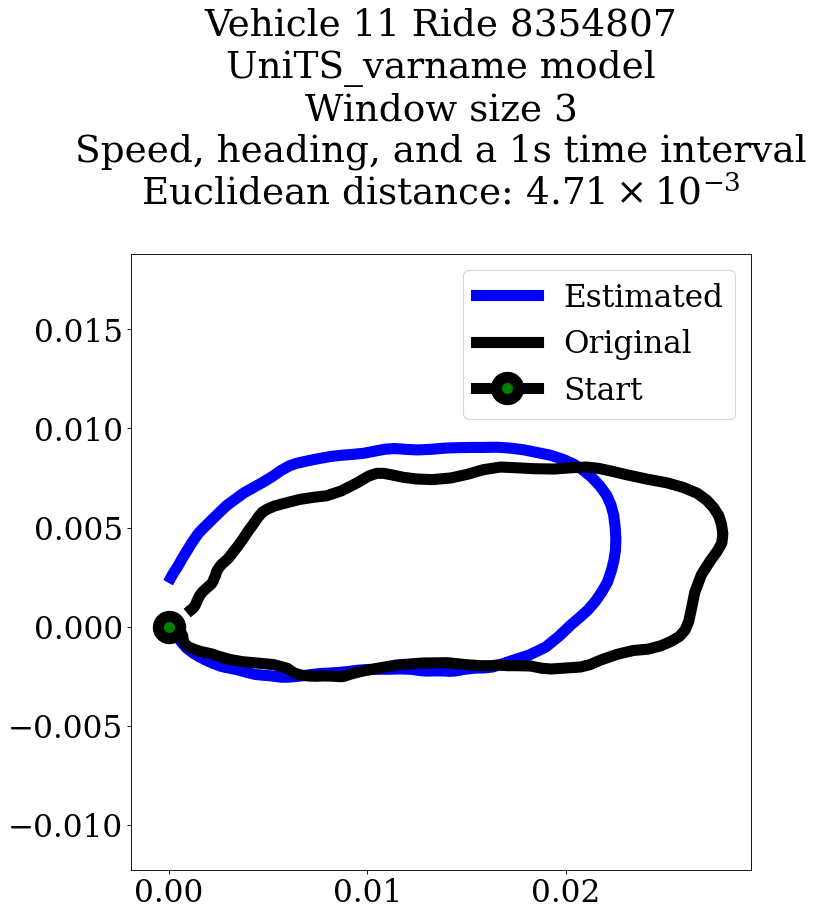 Vehicle 11 Ride 8354807
UniTS_varname model
Window size 3
Speed, heading, and a 1s time interval
Euclidean distance: 4.71 × 10⁻³
Estimated
Original
Start
0.015
0.010
0.005
0.000
−0.005
−0.010
0.00 0.01 0.02